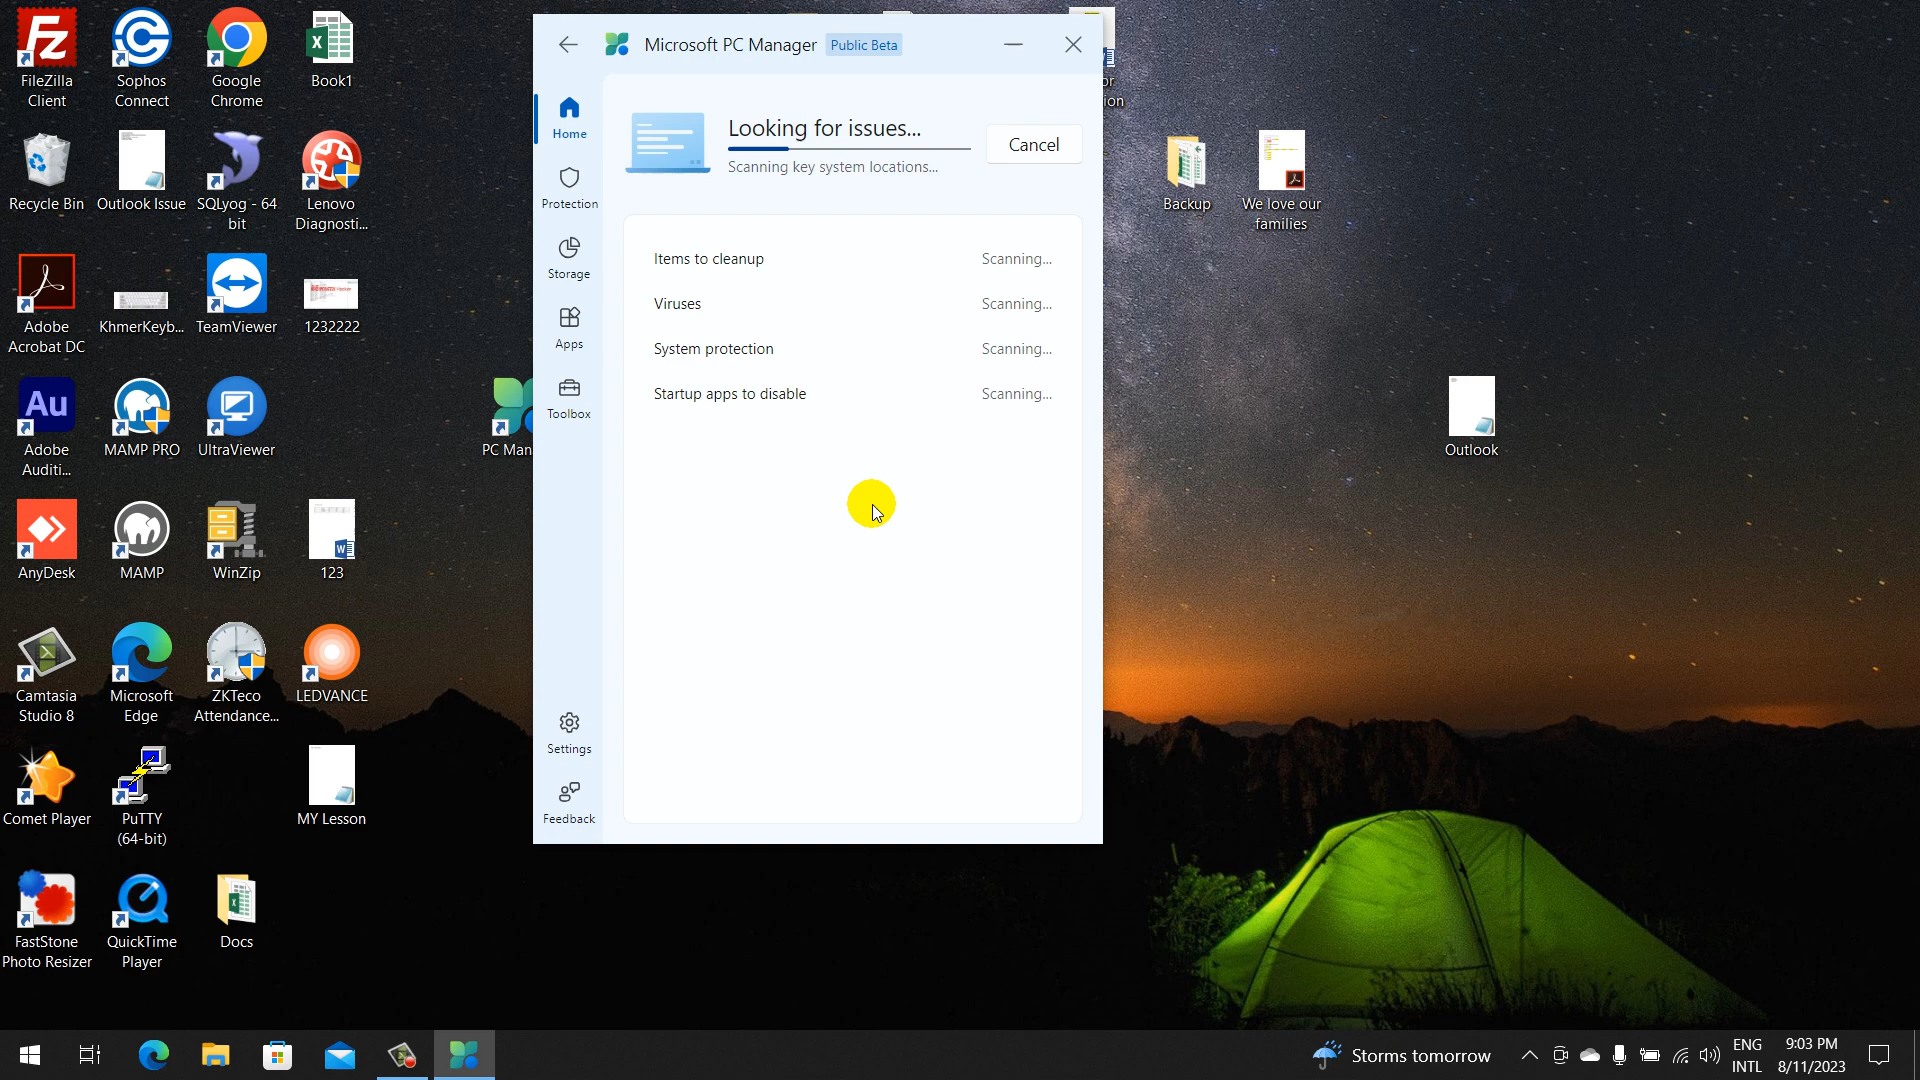 FileZilla
Client
Sophos
Connect
Google
Chrome
Book1
Recycle Bin
Outlook Issue
SQLyog - 64
bit
Lenovo
Diagnosti...
Adobe
Acrobat DC
KhmerKeyb...
TeamViewer
1232222
Au
Adobe
Auditi...
MAMP PRO
UltraViewer
PC Man
AnyDesk
MAMP
WinZip
123
Camtasia
Studio 8
Microsoft
Edge
ZKTeco
Attendance...
LEDVANCE
Comet Player
PuTTY
(64-bit)
MY Lesson
FastStone
Photo Resizer
QuickTime
Player
Docs
Microsoft PC Manager
Public Beta
Home
Protection
Storage
Apps
Toolbox
Settings
Feedback
Looking for issues...
Scanning key system locations...
Cancel
Items to cleanup Scanning...
Viruses Scanning...
System protection Scanning...
Startup apps to disable Scanning...
or
ion
Backup
We love our
families
Outlook
Storms tomorrow
ENG
INTL
9:03 PM
8/11/2023